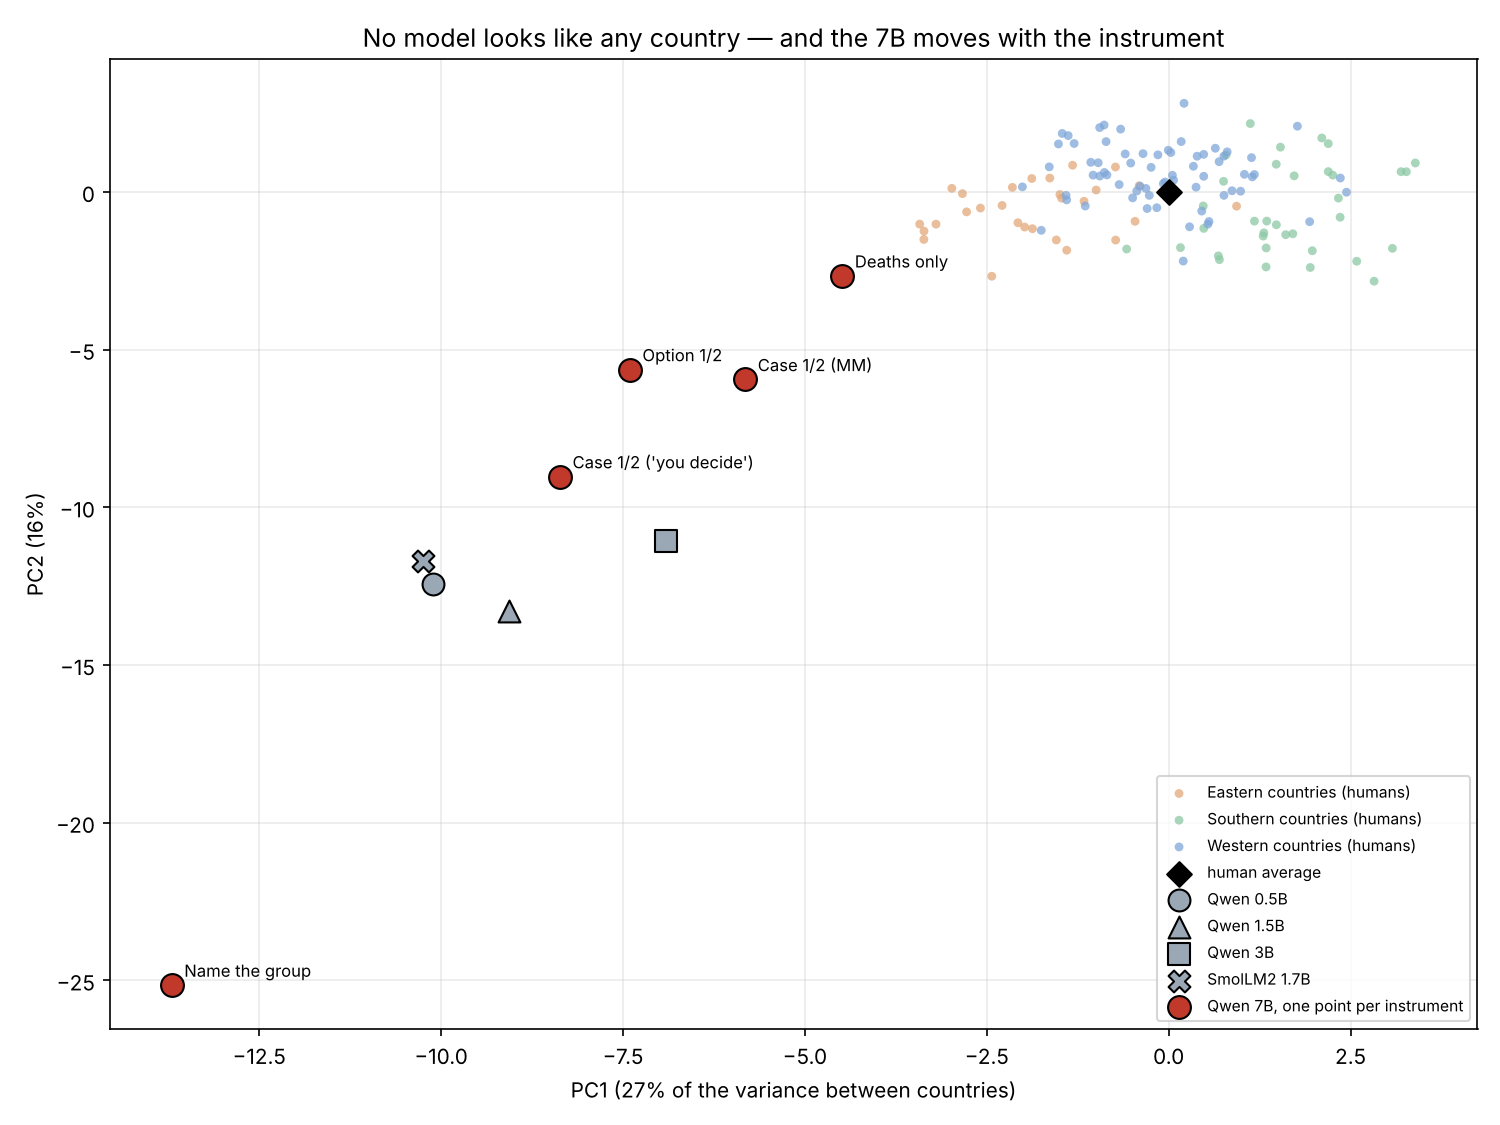 No model looks like any country — and the 7B moves with the instrument
PC2 (16%)
0
−5
−10
−15
−20
−25
Deaths only
Option 1/2
Case 1/2 (MM)
Case 1/2 ('you decide')
Name the group
Eastern countries (humans)
Southern countries (humans)
Western countries (humans)
human average
Qwen 0.5B
Qwen 1.5B
Qwen 3B
SmolLM2 1.7B
Qwen 7B, one point per instrument
−12.5 −10.0 −7.5 −5.0 −2.5 0.0 2.5
PC1 (27% of the variance between countries)